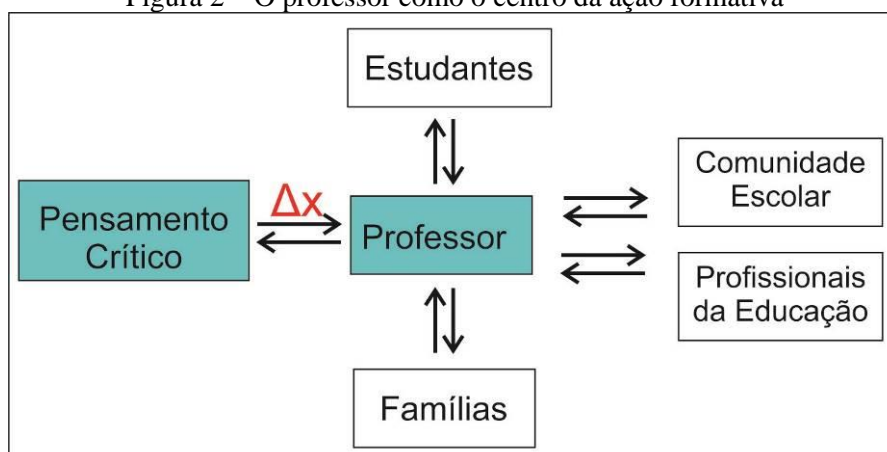 Figura 2 – O professor como o centro da ação formativa
Estudantes
Comunidade
Escolar
Δx
Pensamento
Crítico
Professor
Profissionais
da Educação
Famílias